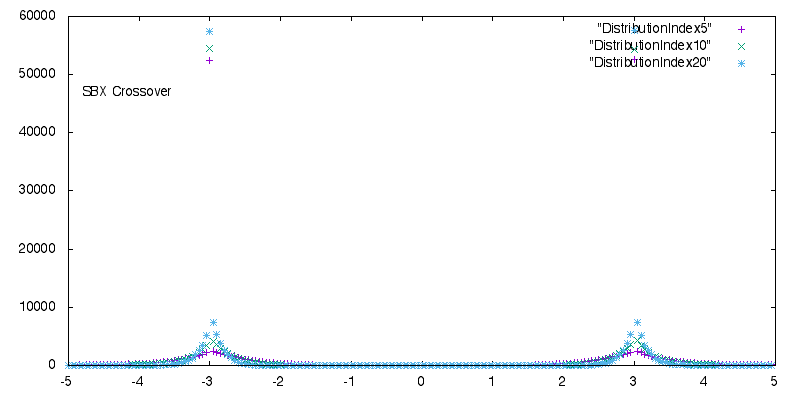 60000
50000
40000
30000
20000
10000
0
SBX Crossover
"DistributionIndex5"
"DistributionIndex10"
"DistributionIndex20"
-5 -4 -3 -2 -1 0 1 2 3 4 5